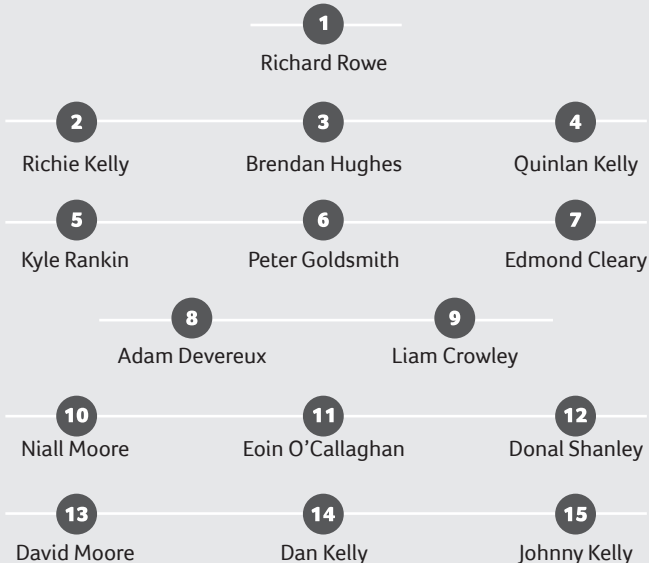 1
Richard Rowe
2 3 4
Richie Kelly Brendan Hughes Quinlan Kelly
5 6 7
Kyle Rankin Peter Goldsmith Edmond Cleary
8 9
Adam Devereux Liam Crowley
10 11 12
Niall Moore Eoin O’Callaghan Donal Shanley
13 14 15
David Moore Dan Kelly Johnny Kelly